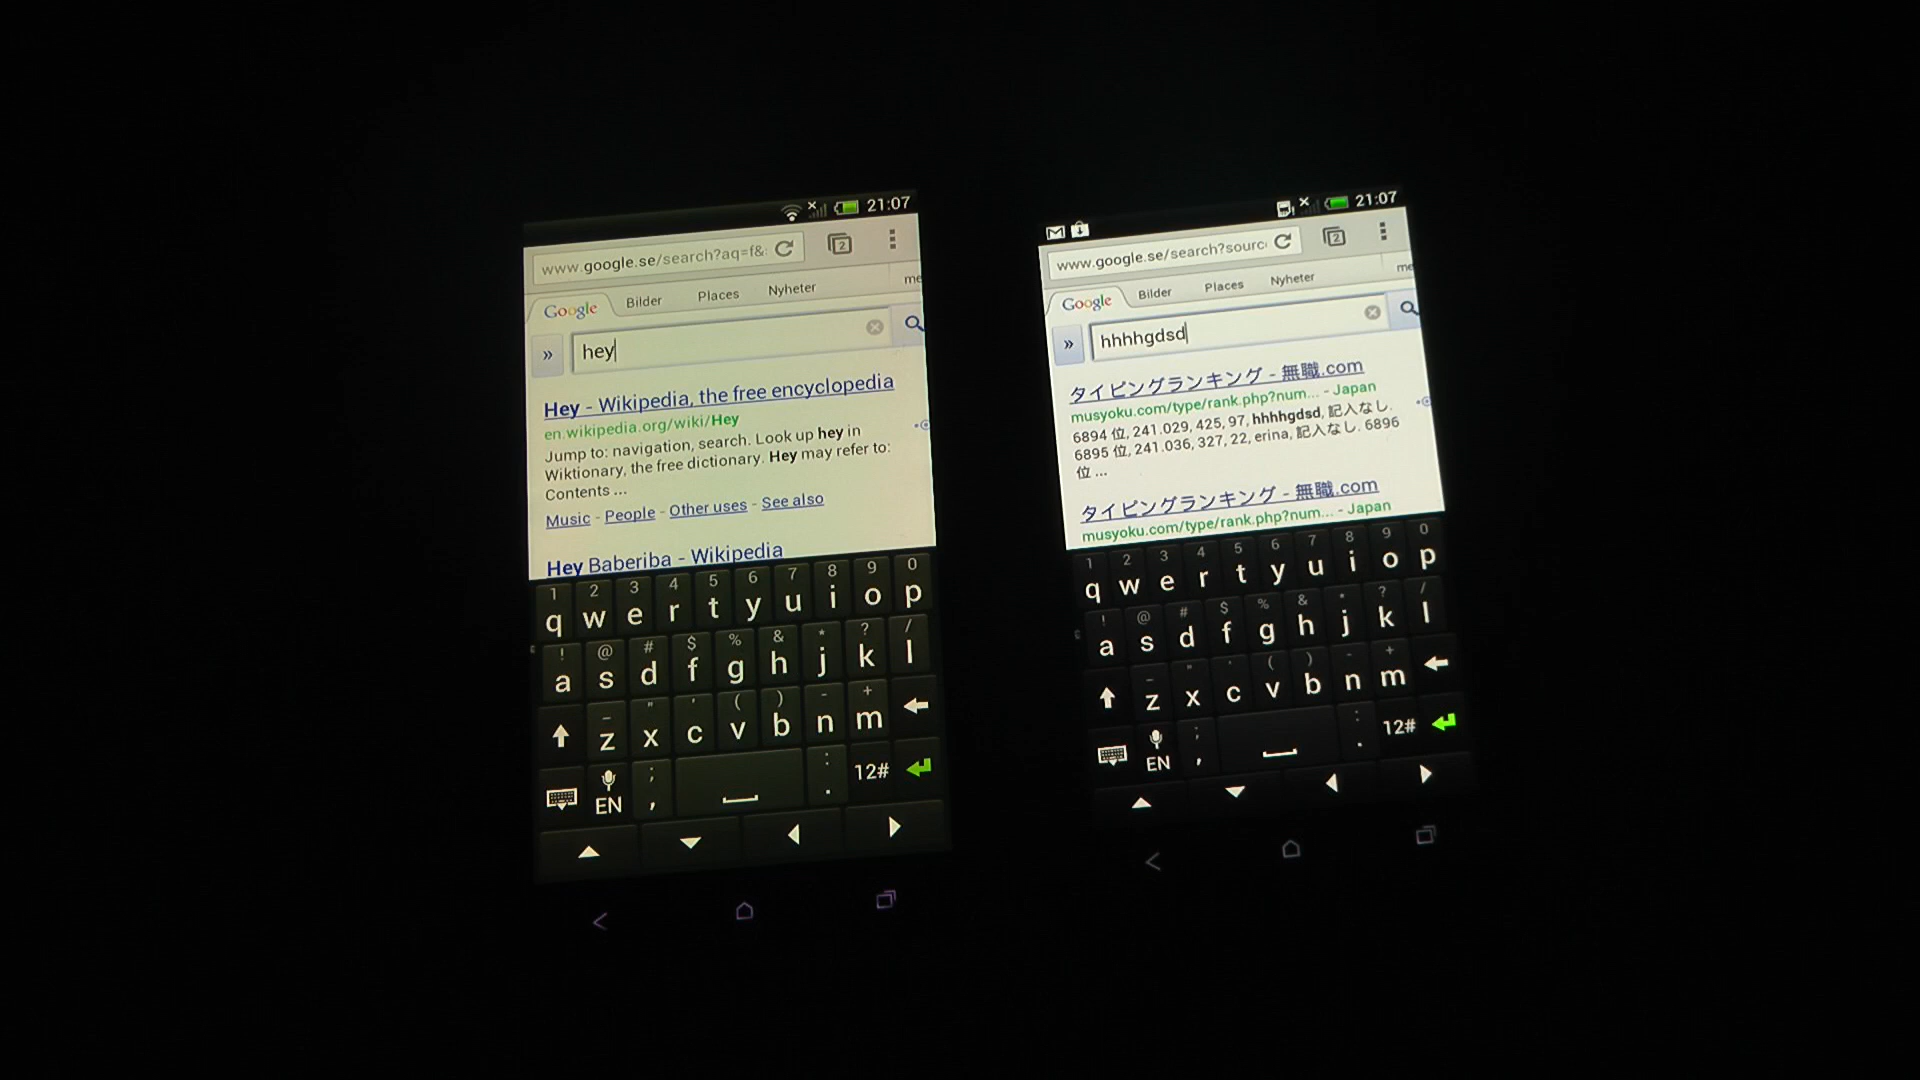 21:07
www.google.se/search?aq=f&
2
Google Bilder Places Nyheter me
» hey
Hey - Wikipedia, the free encyclopedia
en.wikipedia.org/wiki/Hey
Jump to: navigation, search. Look up hey in
Wiktionary, the free dictionary. Hey may refer to:
Contents ...
Music - People - Other uses - See also
Hey Baberiba - Wikipedia
1 2 3 4 5 6 7 8 9 0
q w e r t y u i o p
! @ # $ % & * ? /
a s d f g h j k l
_ " ' ( ) - +
z x c v b n m
; :
EN , . 12#
21:07
www.google.se/search?sourc
2
Google Bilder Places Nyheter me
» hhhhgdsd
タイピングランキング - 無職.com
musyoku.com/type/rank.php?num... - Japan
6894 位, 241.029, 425, 97, hhhhgdsd, 記入なし.
6895 位, 241.036, 327, 22, erina, 記入なし. 6896
位 ...
タイピングランキング - 無職.com
musyoku.com/type/rank.php?num... - Japan
1 2 3 4 5 6 7 8 9 0
q w e r t y u i o p
! @ # $ % & * ? /
a s d f g h j k l
_ " ' ( ) - +
z x c v b n m
; :
EN , . 12#